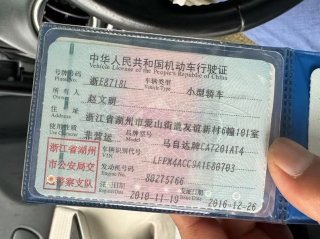 中华人民共和国机动车行驶证
Vehicle License of the People's Republic of China
号牌号码 浙E8718L 车辆类型 小型轿车
所有人 赵文丽
住址 浙江省湖州市爱山街道友谊新村6幢101室
使用性质 非营运 品牌型号 马自达牌CA7201AT4
浙江省湖州 车辆识别代号 LFPM4ACC9A1E80703
VIN
市公安局交 发动机号码 80275766
警察支队 注册日期 2010-11-19 发证日期 2016-12-26